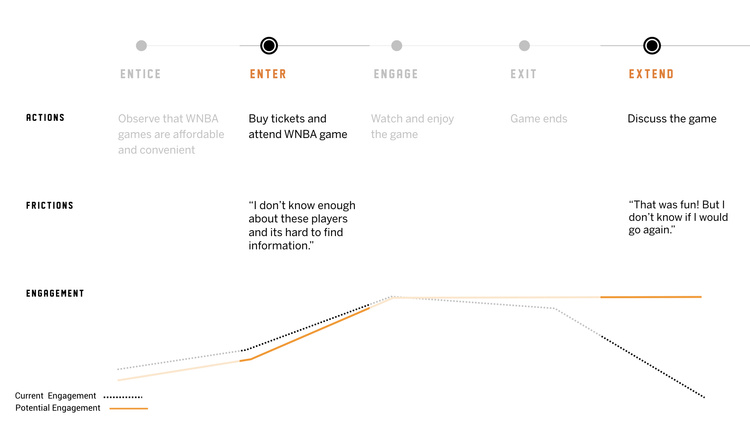 ENTICE
ENTER
ENGAGE
EXIT
EXTEND
ACTIONS
Observe that WNBA
games are affordable
and convenient
Buy tickets and
attend WNBA game
Watch and enjoy
the game
Game ends
Discuss the game
FRICTIONS
“I don’t know enough
about these players
and its hard to find
information.”
“That was fun! But I
don’t know if I would
go again.”
ENGAGEMENT
Current Engagement
Potential Engagement